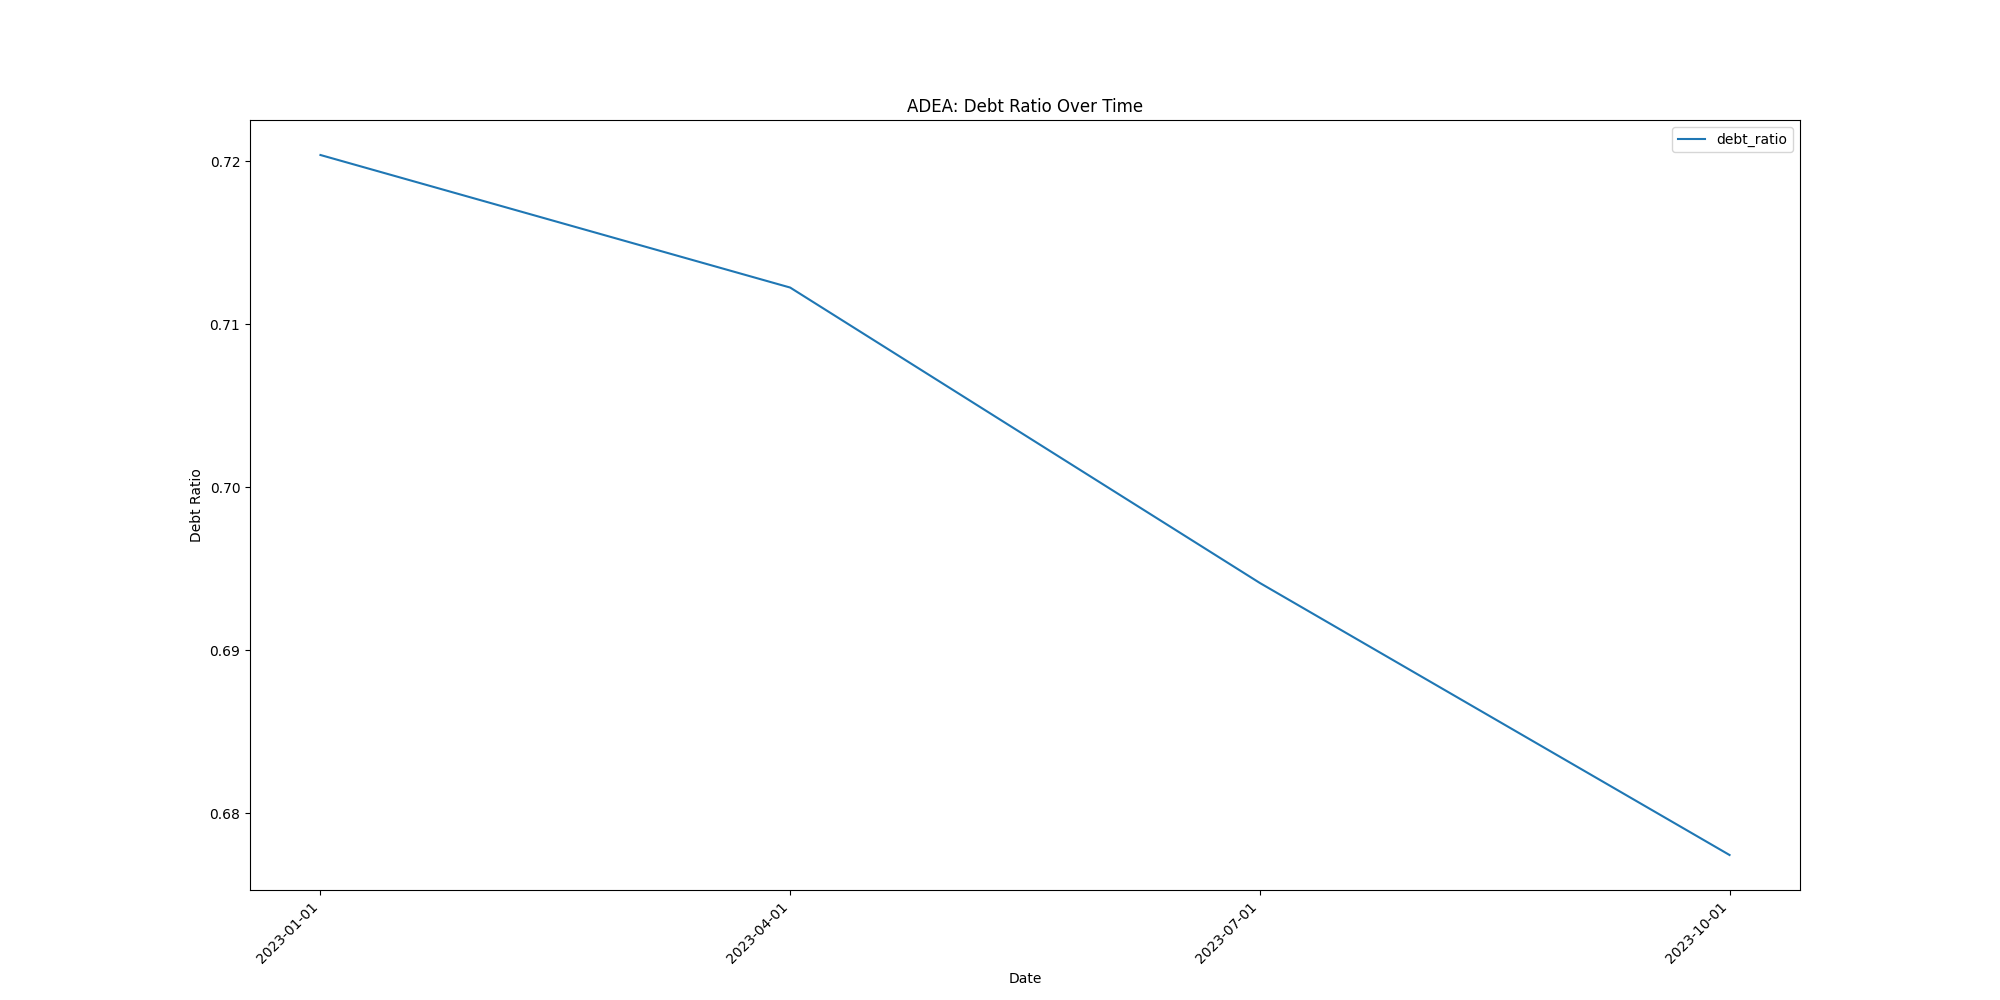 ADEA: Debt Ratio Over Time
debt_ratio
0.72
0.71
0.70
0.69
0.68
Debt Ratio
2023-01-01
2023-04-01
2023-07-01
2023-10-01
Date